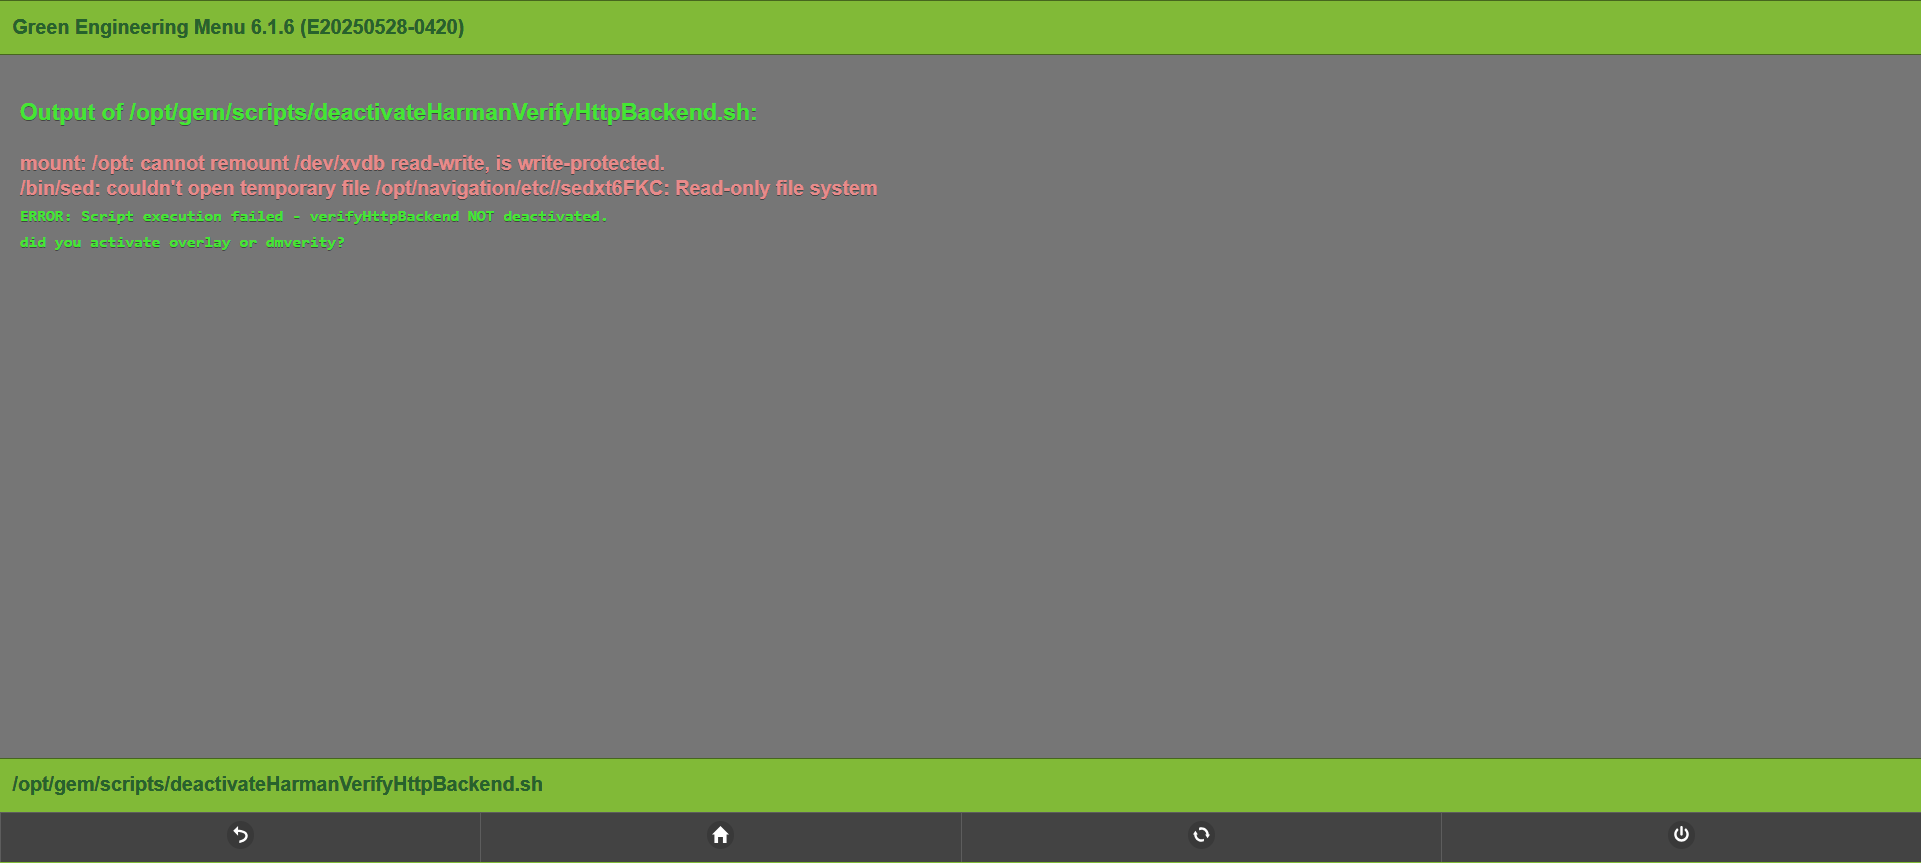 Green Engineering Menu 6.1.6 (E20250528-0420)
Output of /opt/gem/scripts/deactivateHarmanVerifyHttpBackend.sh:
mount: /opt: cannot remount /dev/xvdb read-write, is write-protected.
/bin/sed: couldn't open temporary file /opt/navigation/etc//sedxt6FKC: Read-only file system
ERROR: Script execution failed - verifyHttpBackend NOT deactivated.
did you activate overlay or dmverity?
/opt/gem/scripts/deactivateHarmanVerifyHttpBackend.sh